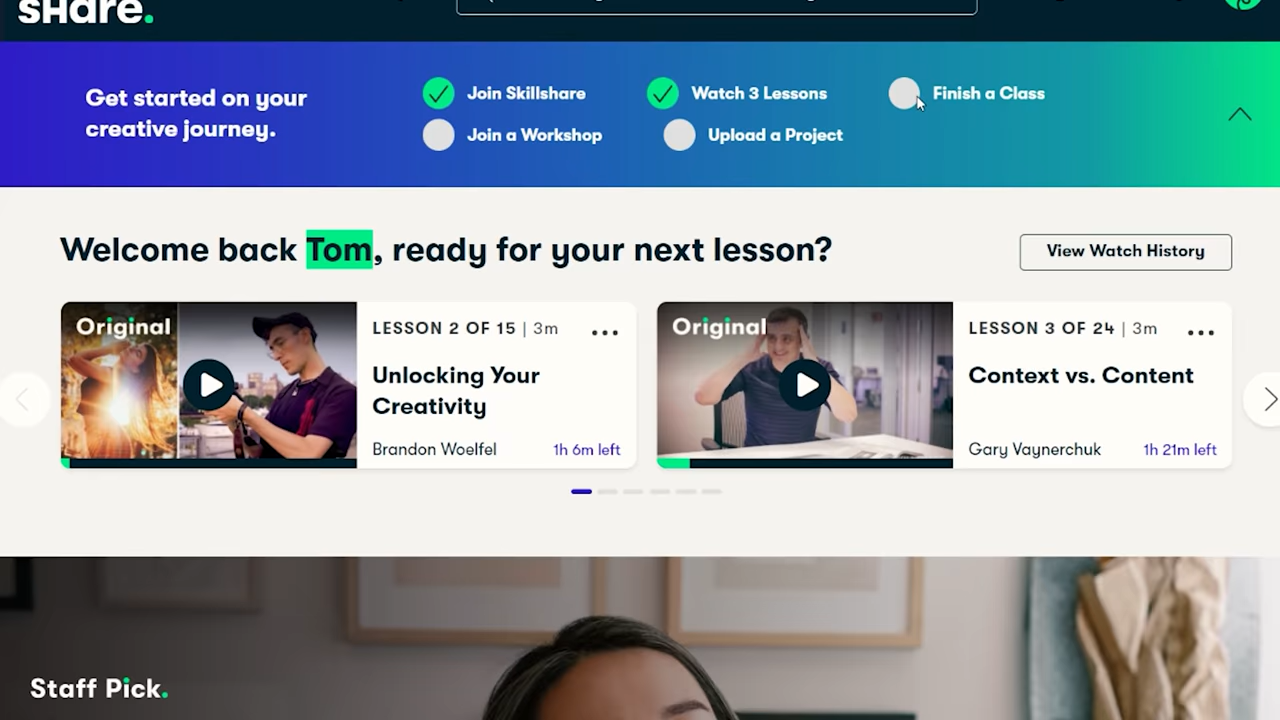 sHare.
Get started on your
creative journey.
Join Skillshare
Watch 3 Lessons
Finish a Class
Join a Workshop
Upload a Project
Welcome back Tom, ready for your next lesson?
View Watch History
Original
LESSON 2 OF 15 | 3m
Unlocking Your
Creativity
Brandon Woelfel
1h 6m left
Original
LESSON 3 OF 24 | 3m
Context vs. Content
Gary Vaynerchuk
1h 21m left
Staff Pick.